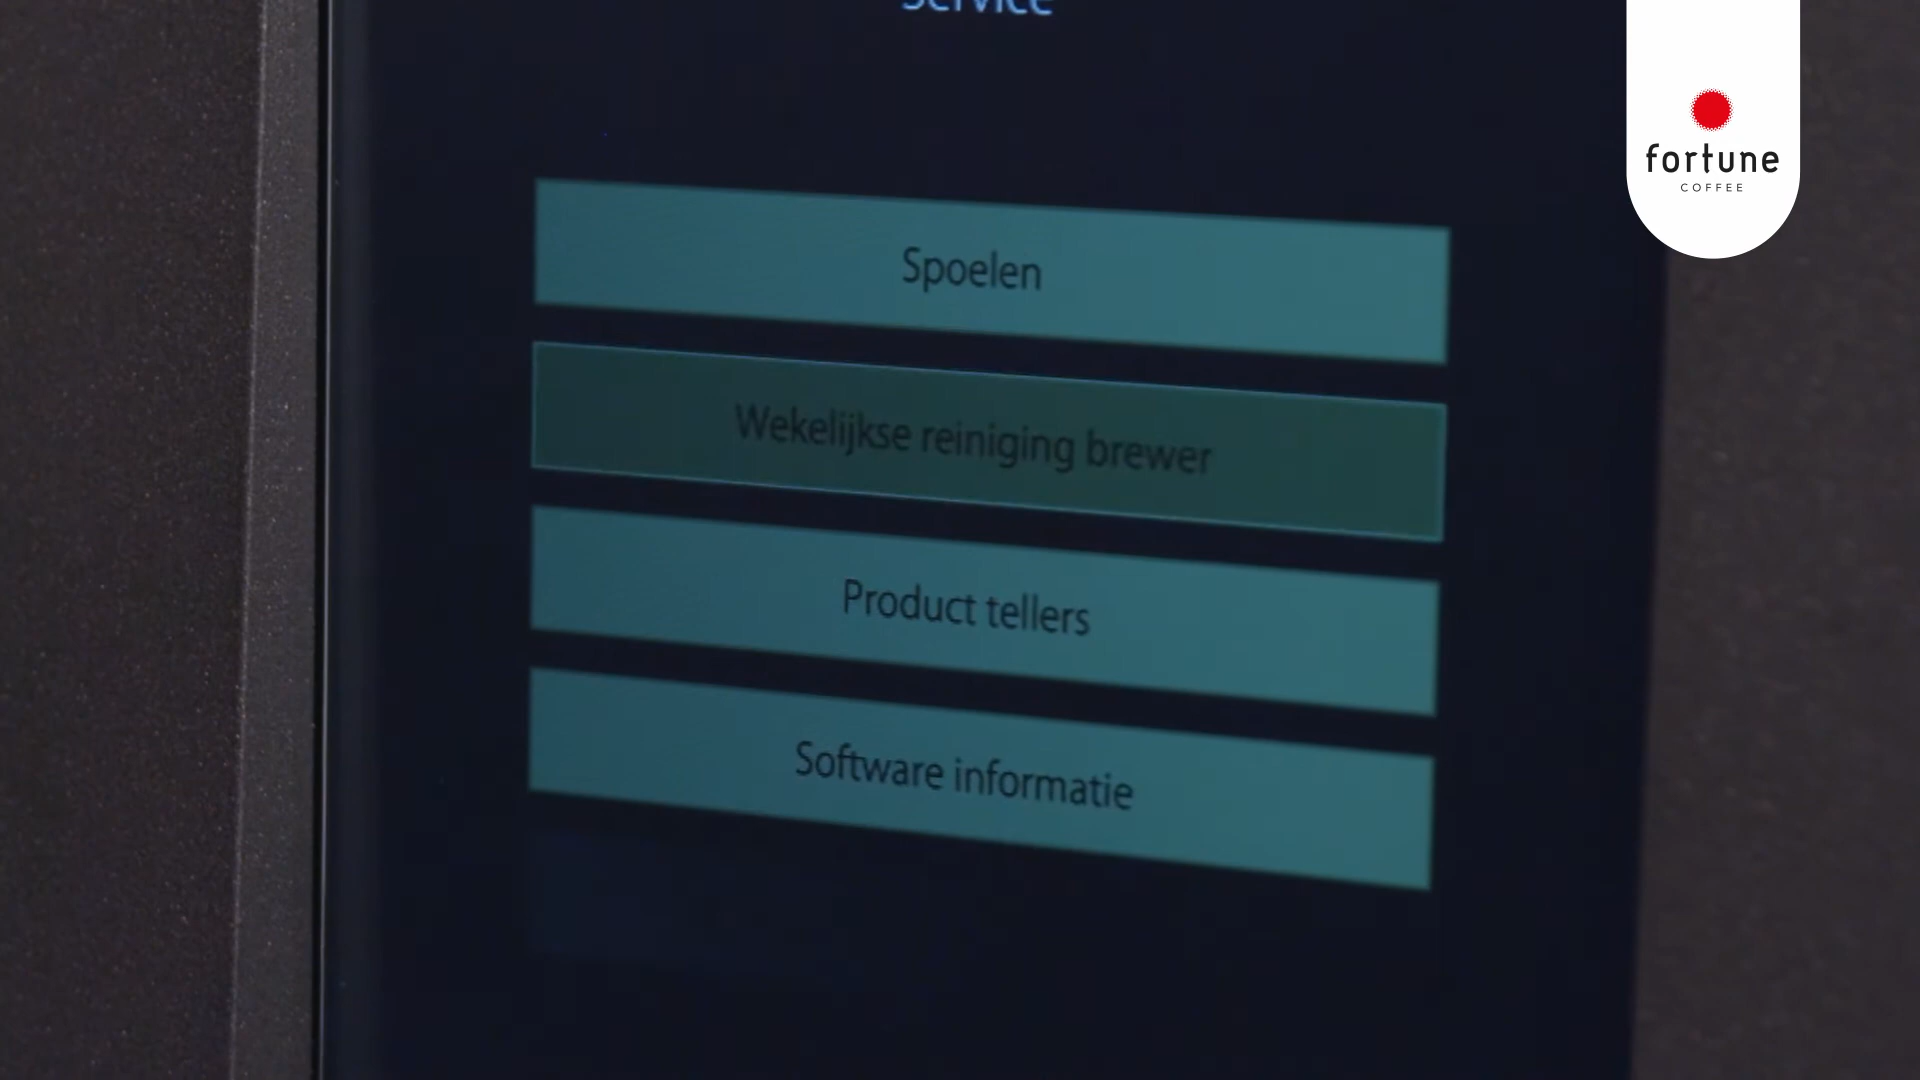 Service
fortune
COFFEE
Spoelen
Wekelijkse reiniging brewer
Product tellers
Software informatie